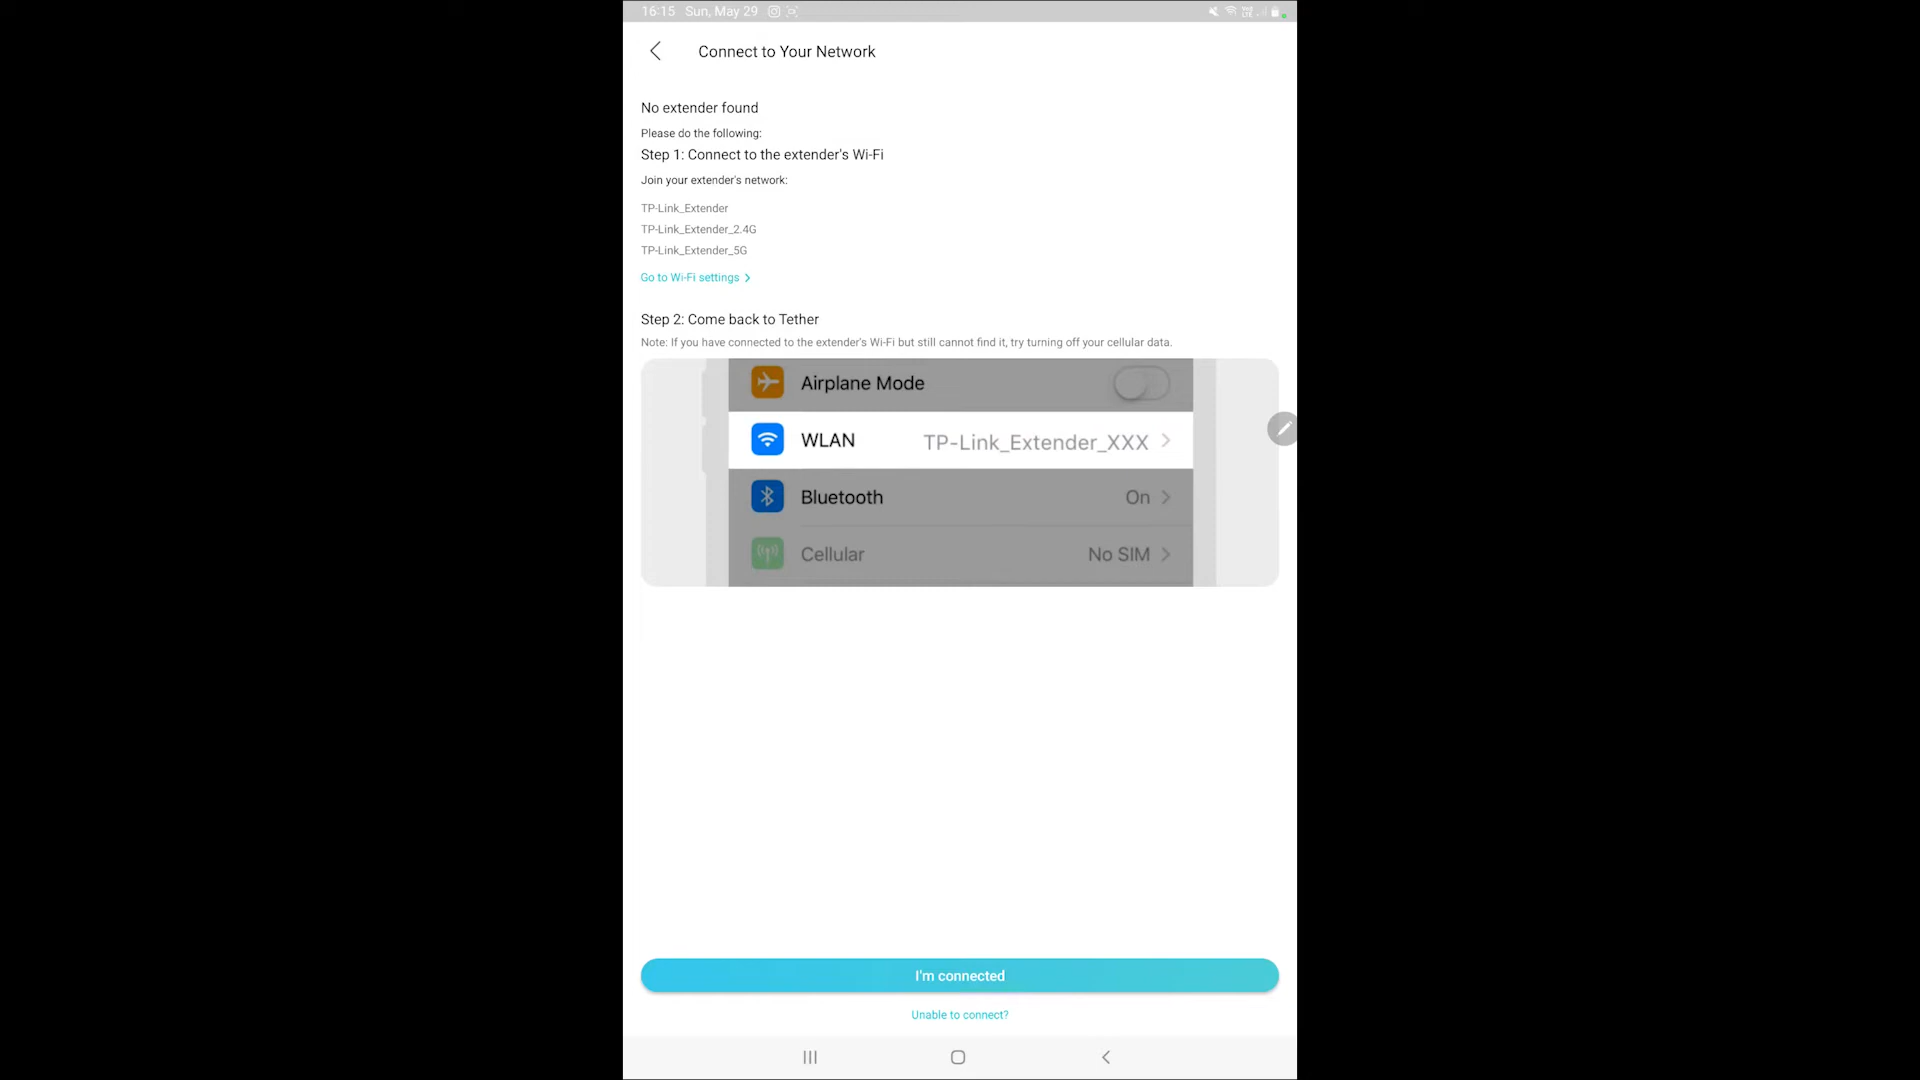 16:15 Sun, May 29
Connect to Your Network
No extender found
Please do the following:
Step 1: Connect to the extender's Wi-Fi
Join your extender's network:
TP-Link_Extender
TP-Link_Extender_2.4G
TP-Link_Extender_5G
Go to Wi-Fi settings
Step 2: Come back to Tether
Note: If you have connected to the extender's Wi-Fi but still cannot find it, try turning off your cellular data.
Airplane Mode
WLAN TP-Link_Extender_XXX
Bluetooth On
Cellular No SIM
I'm connected
Unable to connect?